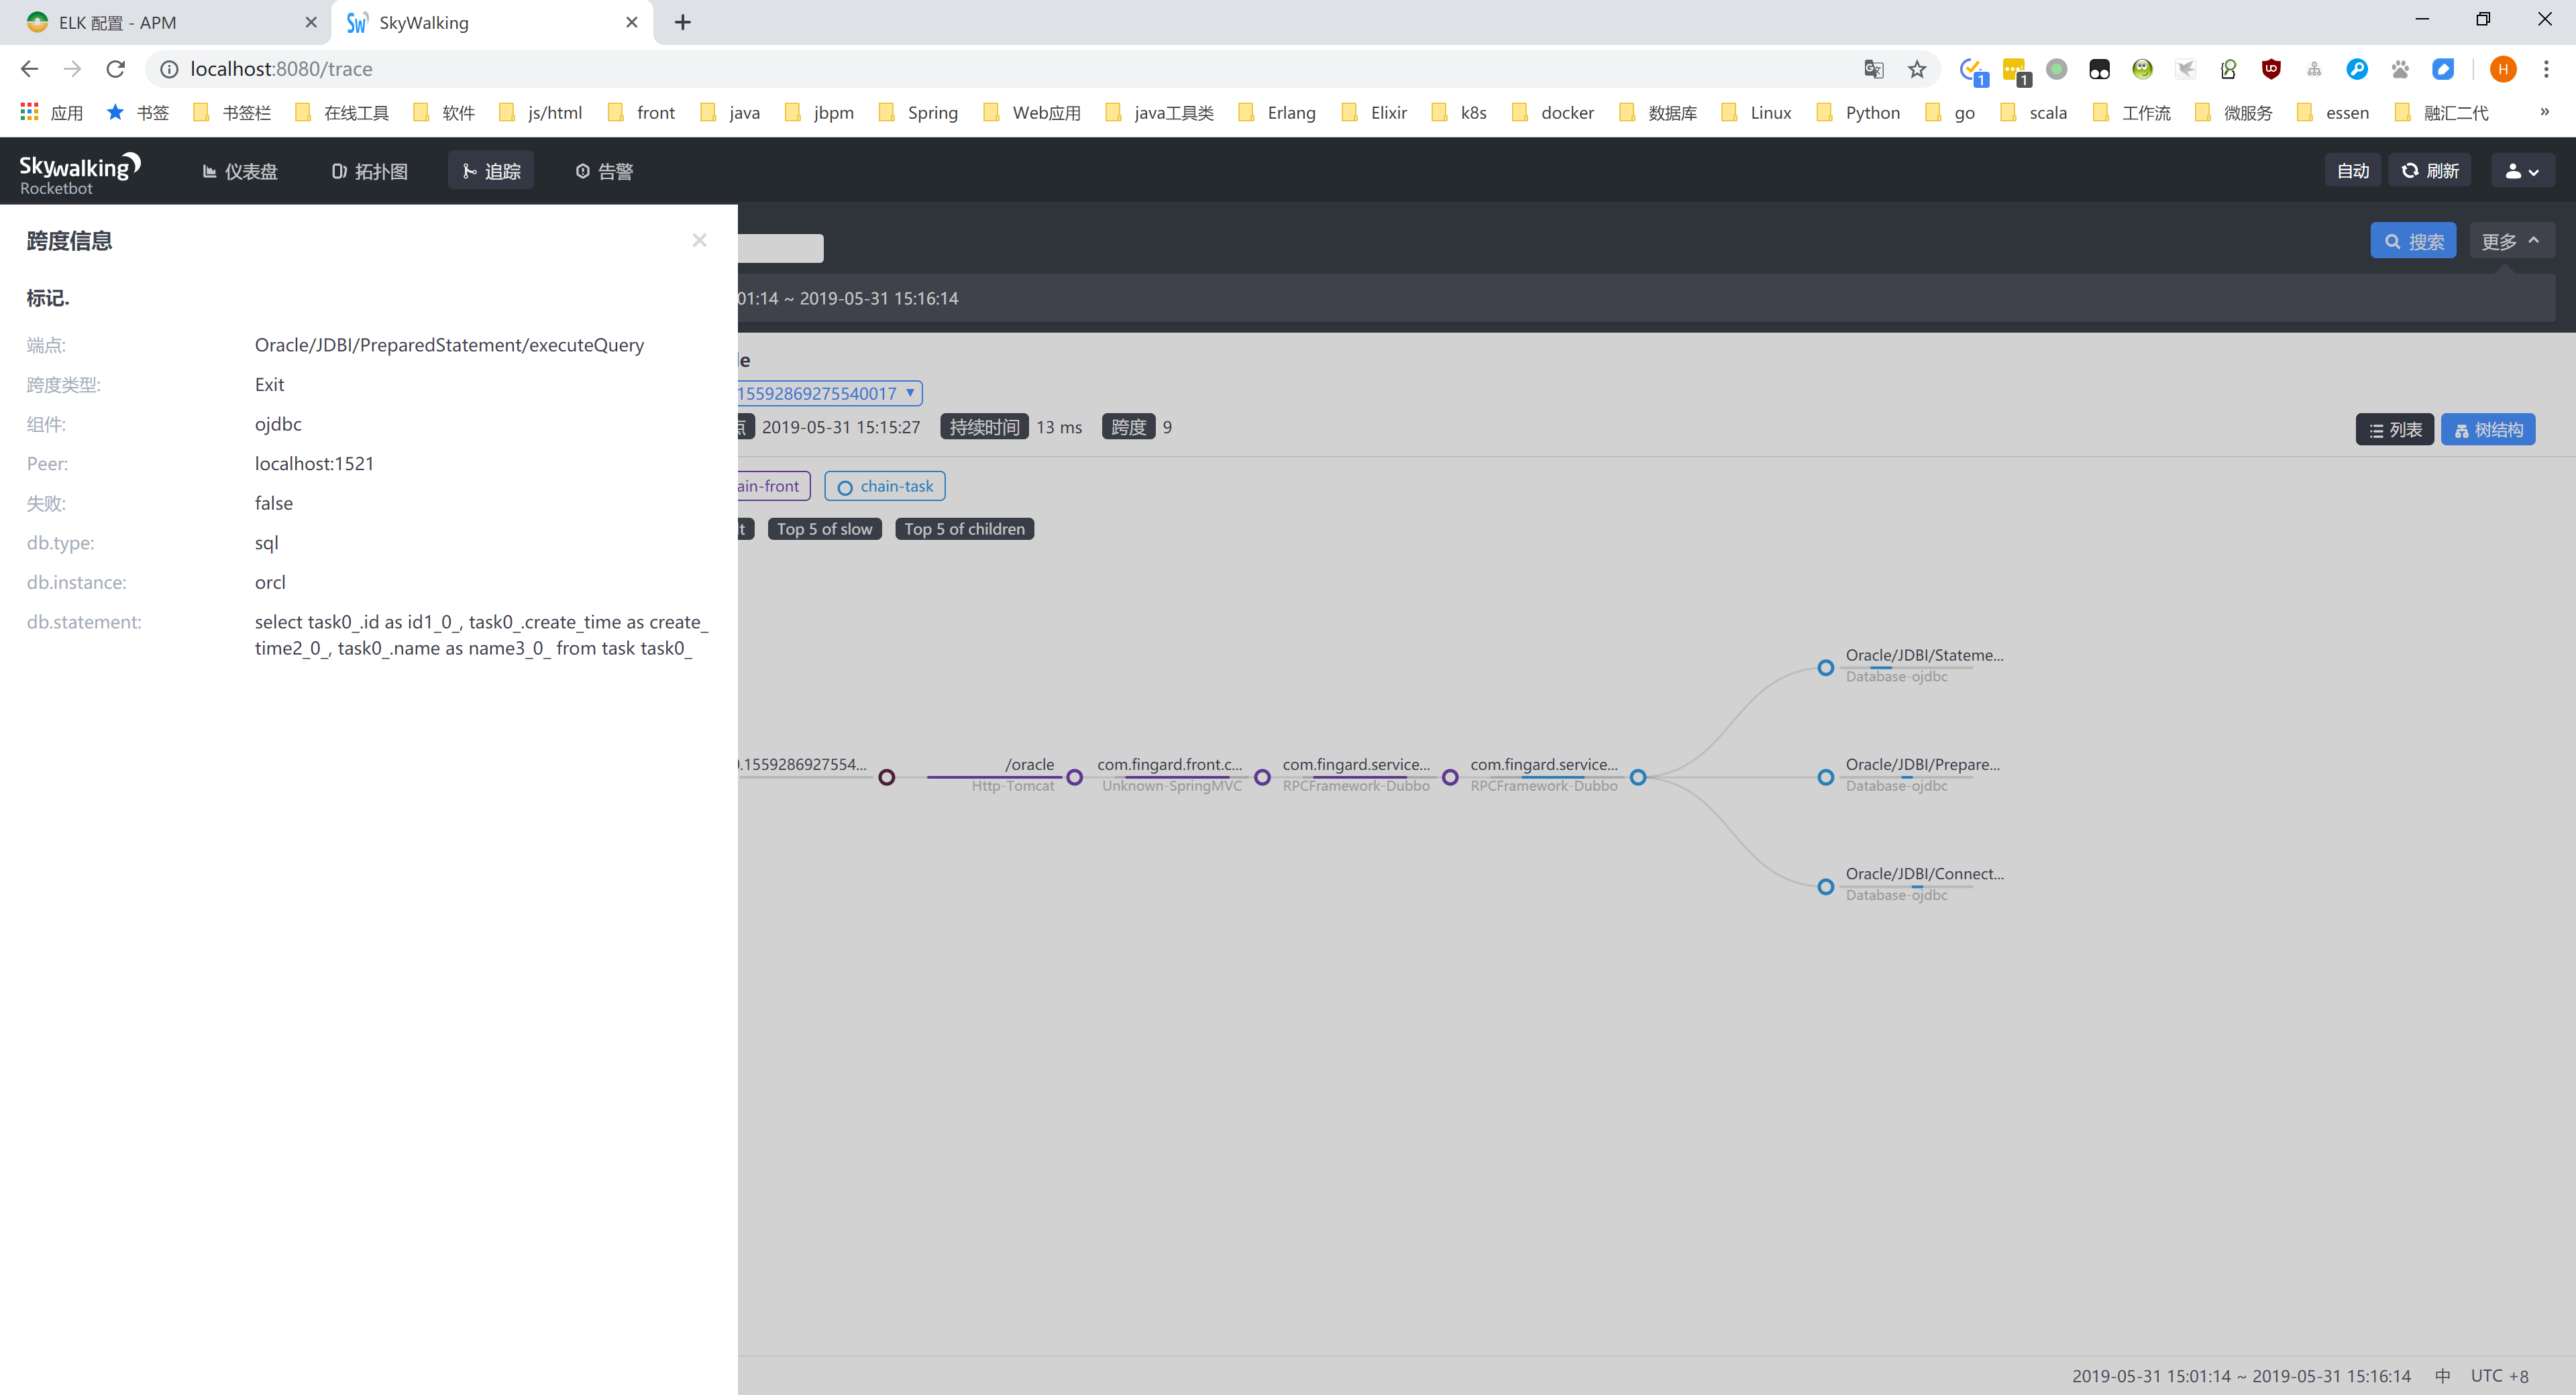 ELK 配置 - APM
SkyWalking
localhost:8080/trace
1
1
H
应用
书签
书签栏
在线工具
软件
js/html
front
java
jbpm
Spring
Web应用
java工具类
Erlang
Elixir
k8s
docker
数据库
Linux
Python
go
scala
工作流
微服务
essen
融汇二代
»
Skywalking
Rocketbot
仪表盘
拓扑图
追踪
告警
自动
刷新
跨度信息
标记.
端点: Oracle/JDBI/PreparedStatement/executeQuery
跨度类型: Exit
组件: ojdbc
Peer: localhost:1521
失败: false
db.type: sql
db.instance: orcl
db.statement: select task0_.id as id1_0_, task0_.create_time as create_
time2_0_, task0_.name as name3_0_ from task task0_
搜索
更多
01:14 ~ 2019-05-31 15:16:14
le
15592869275540017
点 2019-05-31 15:15:27 持续时间 13 ms 跨度 9
列表
树结构
ain-front
chain-task
lt
Top 5 of slow
Top 5 of children
.1559286927554...
/oracle
Http-Tomcat
com.fingard.front.c...
Unknown-SpringMVC
com.fingard.service...
RPCFramework-Dubbo
com.fingard.service...
RPCFramework-Dubbo
Oracle/JDBI/Stateme...
Database-ojdbc
Oracle/JDBI/Prepare...
Database-ojdbc
Oracle/JDBI/Connect...
Database-ojdbc
2019-05-31 15:01:14 ~ 2019-05-31 15:16:14 中 UTC +8